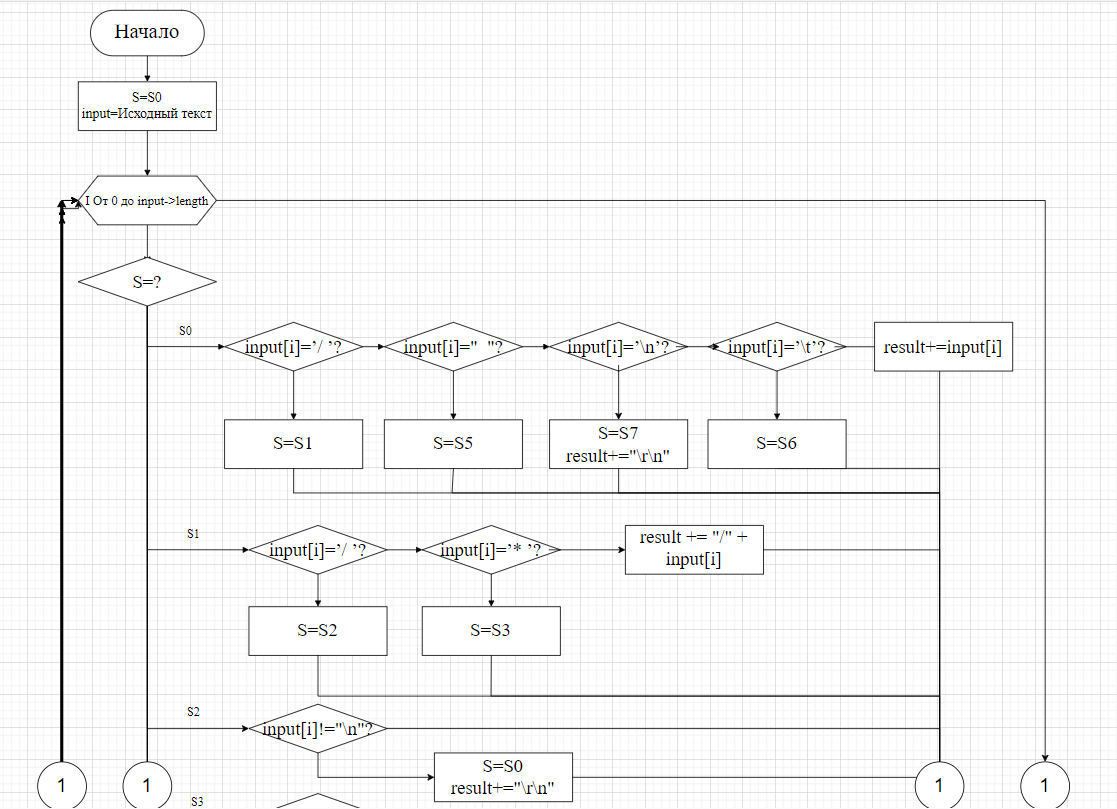 Начало
S=S0
input=Исходный текст
I От 0 до input->length
S=?
S0
input[i]='/ '?
input[i]="  "?
input[i]='\n'?
input[i]='\t'?
result+=input[i]
S=S1
S=S5
S=S7
result+="\r\n"
S=S6
S1
input[i]='/ '?
input[i]='* '?
result += "/" +
input[i]
S=S2
S=S3
S2
input[i]!="\n"?
S=S0
result+="\r\n"
1
1
1
1
S3